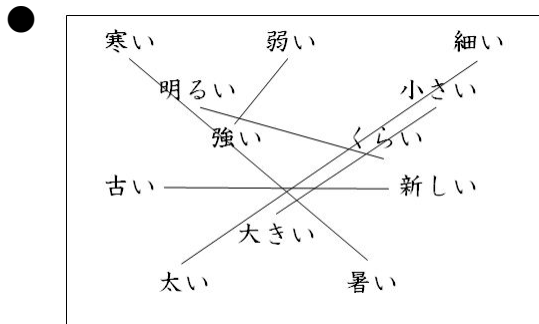 寒い 弱い 細い
明るい 小さい
強い くらい
古い 新しい
大きい
太い 暑い